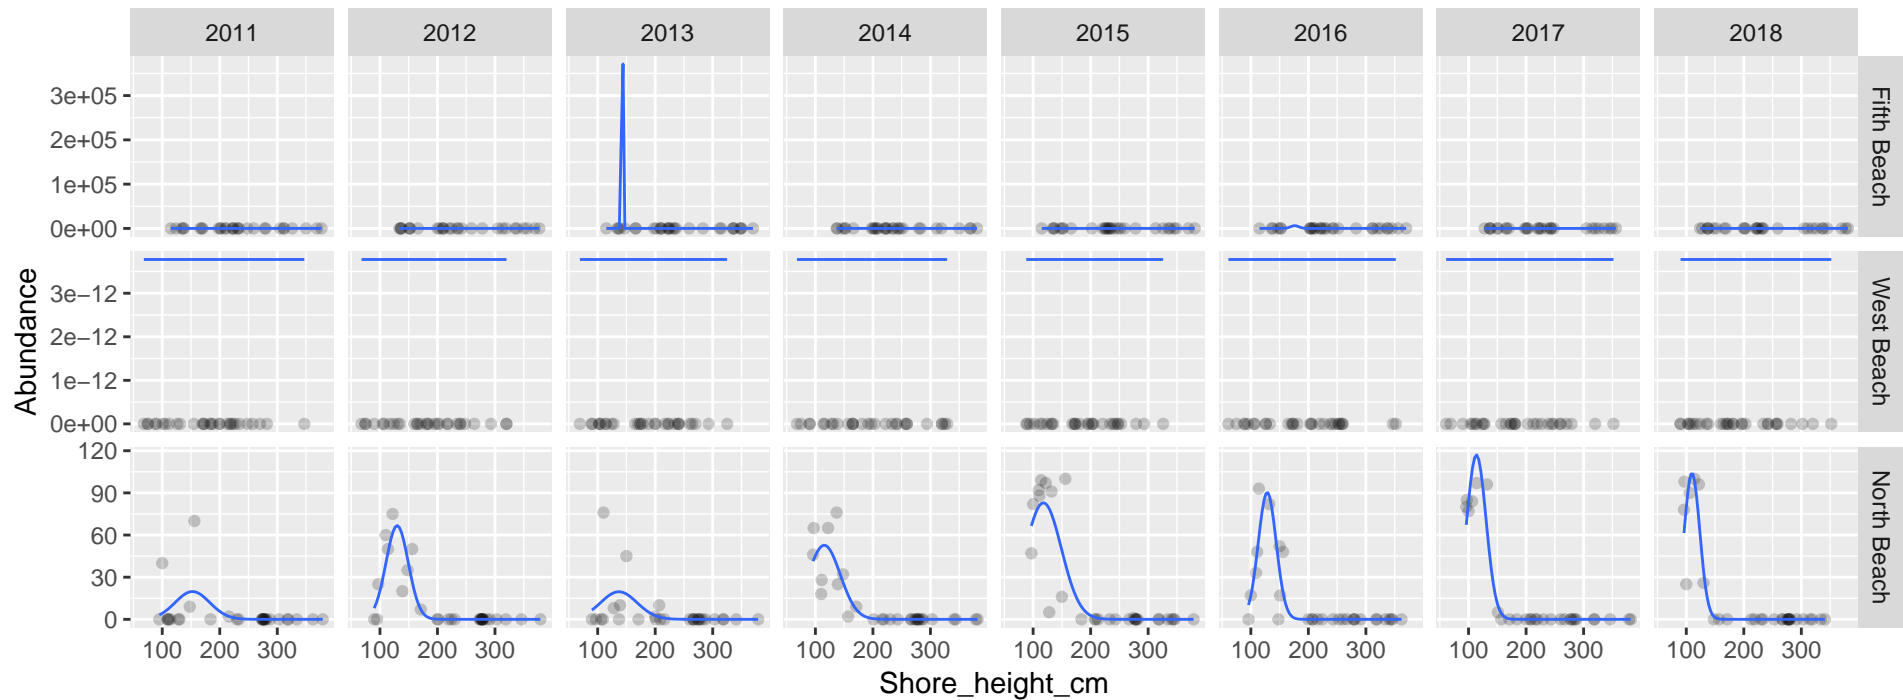 2011 2012 2013 2014 2015 2016 2017 2018
3e+05
2e+05
1e+05
0e+00
Fifth Beach
3e−12
2e−12
1e−12
0e+00
West Beach
120
90
60
30
0
North Beach
100 200 300 100 200 300 100 200 300 100 200 300 100 200 300 100 200 300 100 200 300 100 200 300
Shore_height_cm
Abundance